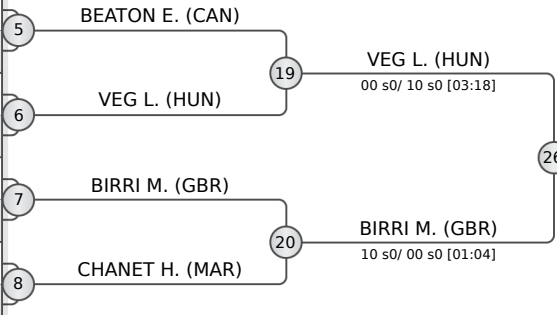 BEATON E. (CAN)
5
VEG L. (HUN)
19
00 s0/ 10 s0 [03:18]
VEG L. (HUN)
6
26
BIRRI M. (GBR)
7
BIRRI M. (GBR)
20
10 s0/ 00 s0 [01:04]
CHANET H. (MAR)
8